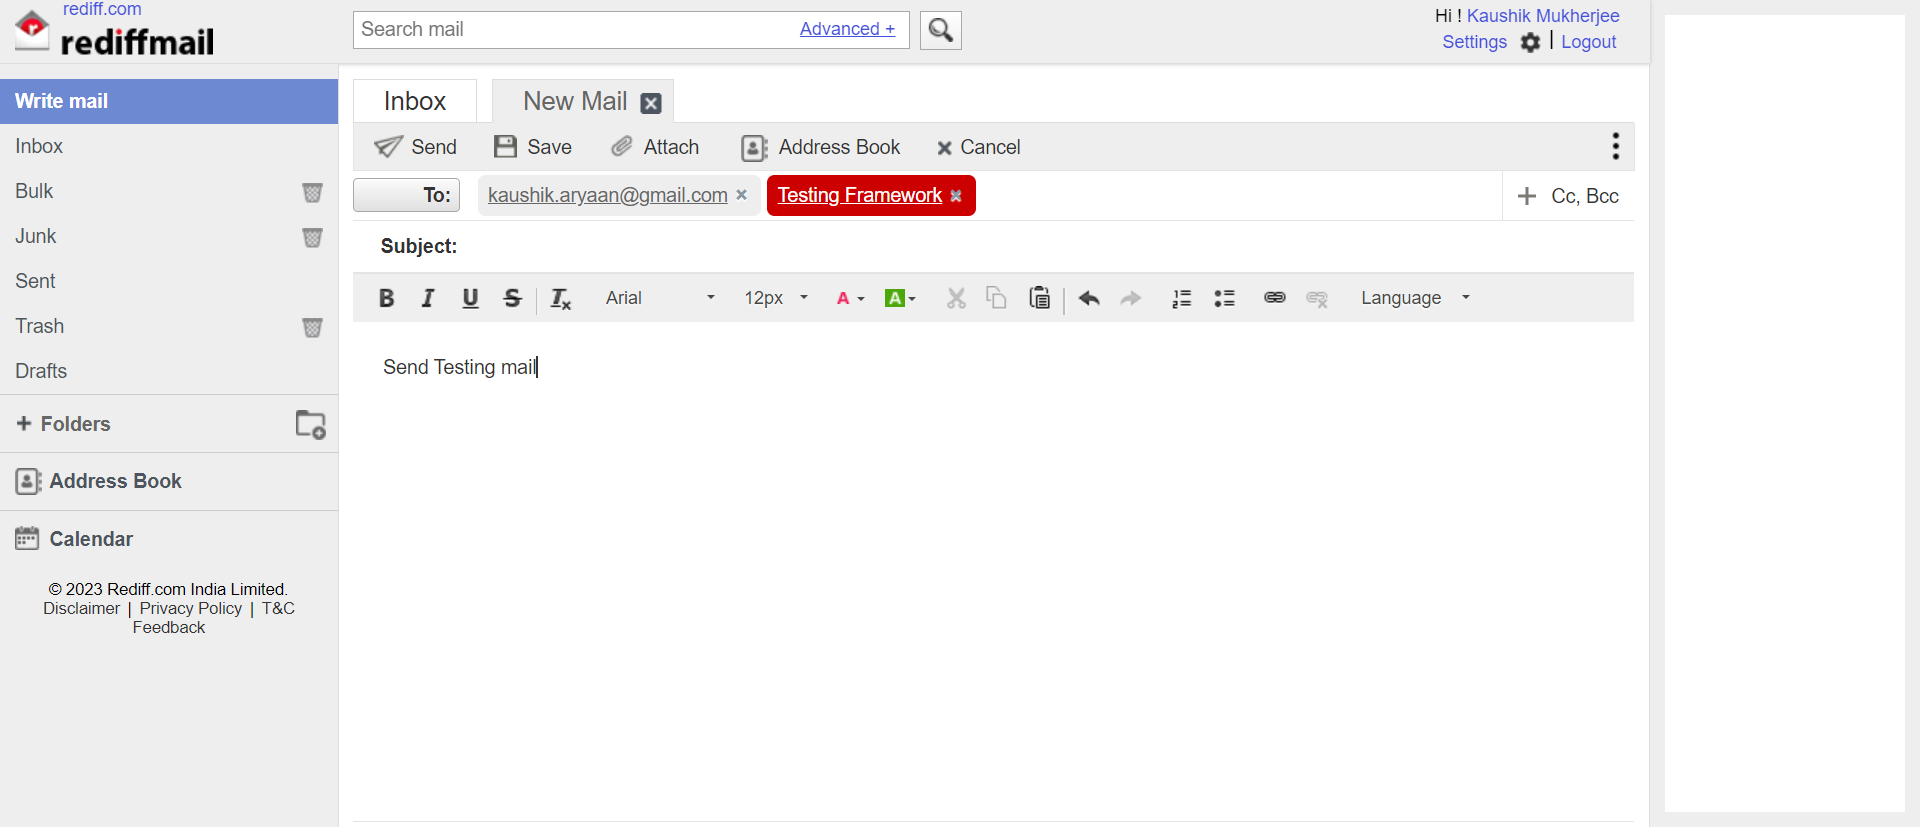 rediff.com
rediffmail
Search mail Advanced +
Hi ! Kaushik Mukherjee
Settings | Logout
Write mail
Inbox
Bulk
Junk
Sent
Trash
Drafts
+ Folders
Address Book
Calendar
© 2023 Rediff.com India Limited.
Disclaimer | Privacy Policy | T&C
Feedback
Inbox New Mail
Send Save Attach Address Book Cancel
To: kaushik.aryaan@gmail.com Testing Framework + Cc, Bcc
Subject:
B I U S Tx Arial 12px A A Language
Send Testing mail